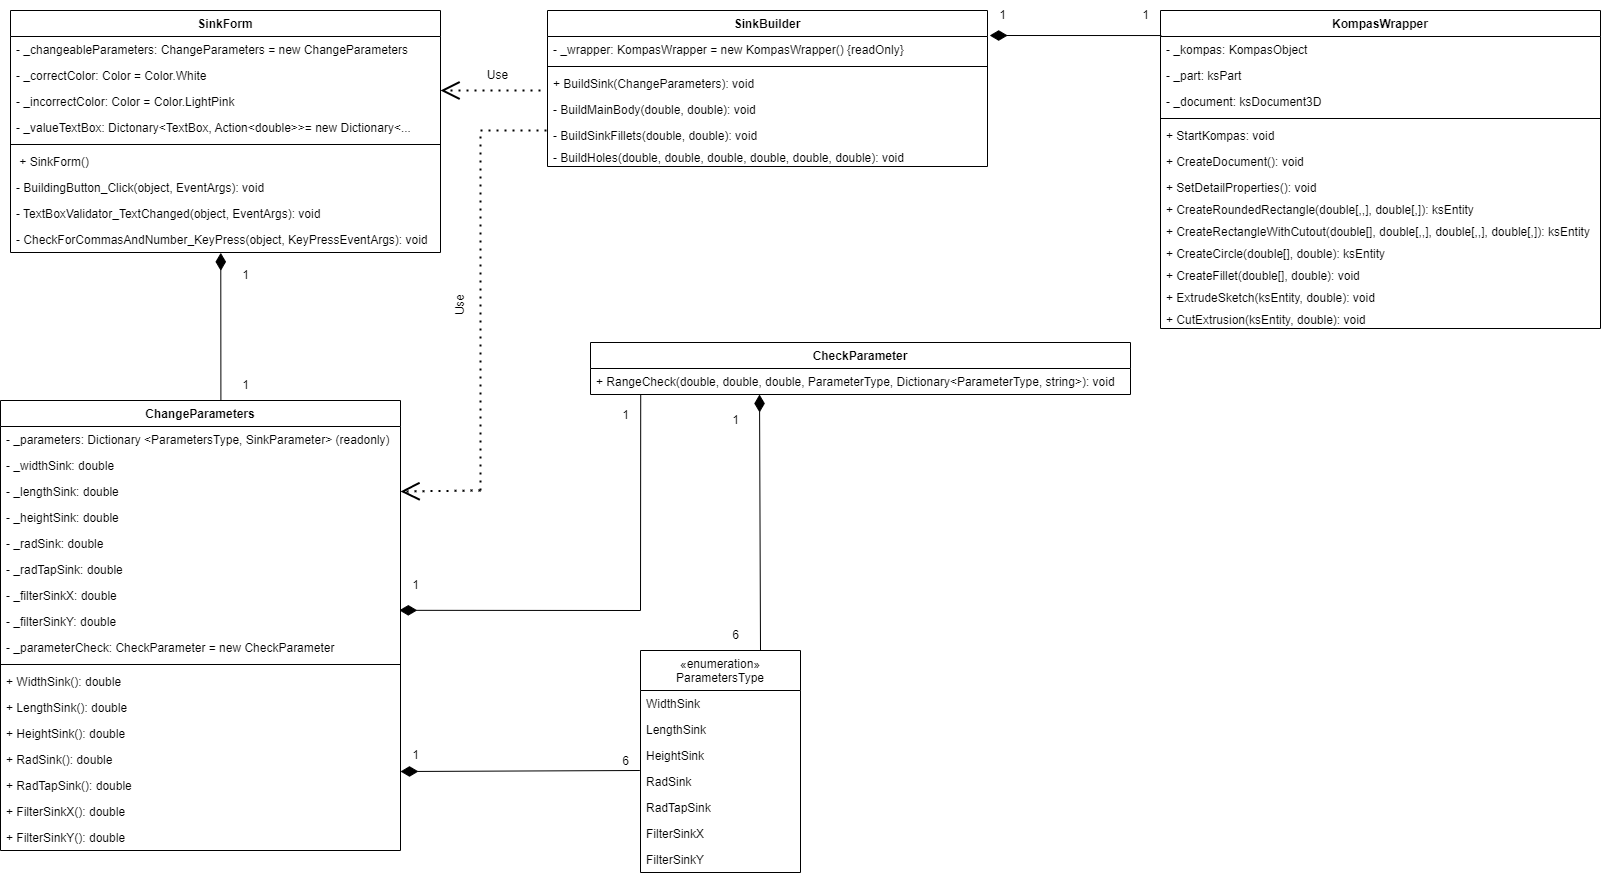 SinkForm
- _changeableParameters: ChangeParameters = new ChangeParameters
- _correctColor: Color = Color.White
- _incorrectColor: Color = Color.LightPink
- _valueTextBox: Dictonary<TextBox, Action<double>>= new Dictionary<...
+ SinkForm()
- BuildingButton_Click(object, EventArgs): void
- TextBoxValidator_TextChanged(object, EventArgs): void
- CheckForCommasAndNumber_KeyPress(object, KeyPressEventArgs): void
1
1
Use
Use
SinkBuilder
- _wrapper: KompasWrapper = new KompasWrapper() {readOnly}
+ BuildSink(ChangeParameters): void
- BuildMainBody(double, double): void
- BuildSinkFillets(double, double): void
- BuildHoles(double, double, double, double, double, double): void
1
1
KompasWrapper
- _kompas: KompasObject
- _part: ksPart
- _document: ksDocument3D
+ StartKompas: void
+ CreateDocument(): void
+ SetDetailProperties(): void
+ CreateRoundedRectangle(double[,,], double[,]): ksEntity
+ CreateRectangleWithCutout(double[], double[,,], double[,,], double[,]): ksEntity
+ CreateCircle(double[], double): ksEntity
+ CreateFillet(double[], double): void
+ ExtrudeSketch(ksEntity, double): void
+ CutExtrusion(ksEntity, double): void
CheckParameter
+ RangeCheck(double, double, double, ParameterType, Dictionary<ParameterType, string>): void
1
1
ChangeParameters
- _parameters: Dictionary <ParametersType, SinkParameter> (readonly)
- _widthSink: double
- _lengthSink: double
- _heightSink: double
- _radSink: double
- _radTapSink: double
- _filterSinkX: double
- _filterSinkY: double
- _parameterCheck: CheckParameter = new CheckParameter
+ WidthSink(): double
+ LengthSink(): double
+ HeightSink(): double
+ RadSink(): double
+ RadTapSink(): double
+ FilterSinkX(): double
+ FilterSinkY(): double
1
6
1
6
«enumeration»
ParametersType
WidthSink
LengthSink
HeightSink
RadSink
RadTapSink
FilterSinkX
FilterSinkY